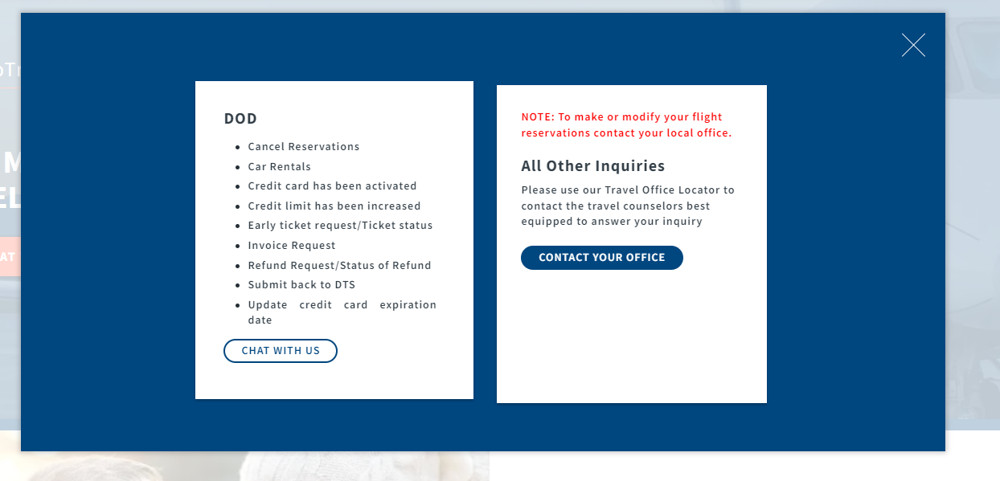 DOD
Cancel Reservations
Car Rentals
Credit card has been activated
Credit limit has been increased
Early ticket request/Ticket status
Invoice Request
Refund Request/Status of Refund
Submit back to DTS
Update credit card expiration
date
CHAT WITH US
NOTE: To make or modify your flight
reservations contact your local office.
All Other Inquiries
Please use our Travel Office Locator to
contact the travel counselors best
equipped to answer your inquiry
CONTACT YOUR OFFICE